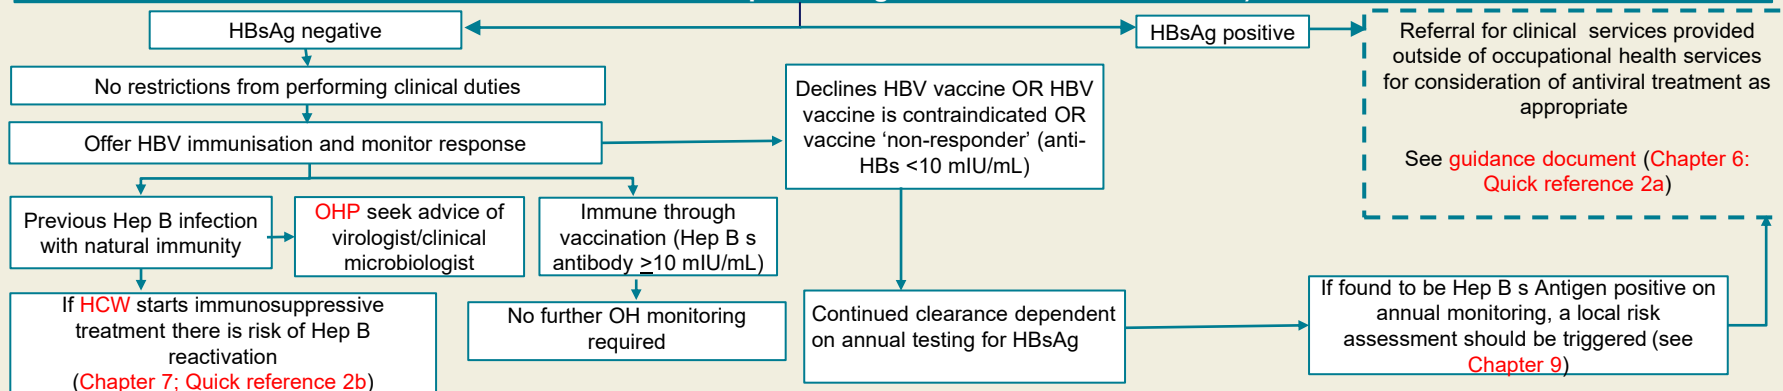 HBsAg negative
HBsAg positive
Referral for clinical services provided
outside of occupational health services
for consideration of antiviral treatment as
appropriate
See guidance document (Chapter 6:
Quick reference 2a)
No restrictions from performing clinical duties
Offer HBV immunisation and monitor response
Declines HBV vaccine OR HBV
vaccine is contraindicated OR
vaccine ‘non-responder’ (anti-
HBs <10 mIU/mL)
Previous Hep B infection
with natural immunity
OHP seek advice of
virologist/clinical
microbiologist
Immune through
vaccination (Hep B s
antibody >10 mIU/mL)
If HCW starts immunosuppressive
treatment there is risk of Hep B
reactivation
(Chapter 7; Quick reference 2b)
No further OH monitoring
required
Continued clearance dependent
on annual testing for HBsAg
If found to be Hep B s Antigen positive on
annual monitoring, a local risk
assessment should be triggered (see
Chapter 9)